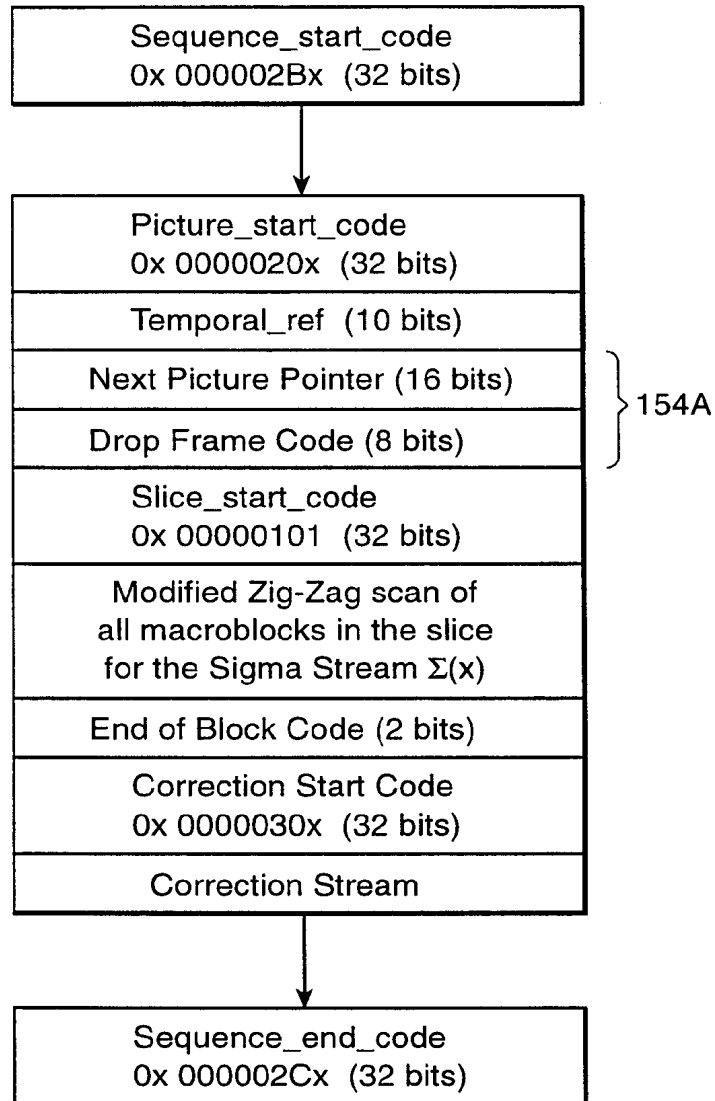 Sequence_start_code
0x 000002Bx (32 bits)
Picture_start_code
0x 0000020x (32 bits)
Temporal_ref (10 bits)
Next Picture Pointer (16 bits)
154A
Drop Frame Code (8 bits)
Slice_start_code
0x 00000101 (32 bits)
Modified Zig-Zag scan of
all macroblocks in the slice
for the Sigma Stream Σ(x)
End of Block Code (2 bits)
Correction Start Code
0x 0000030x (32 bits)
Correction Stream
Sequence_end_code
0x 000002Cx (32 bits)